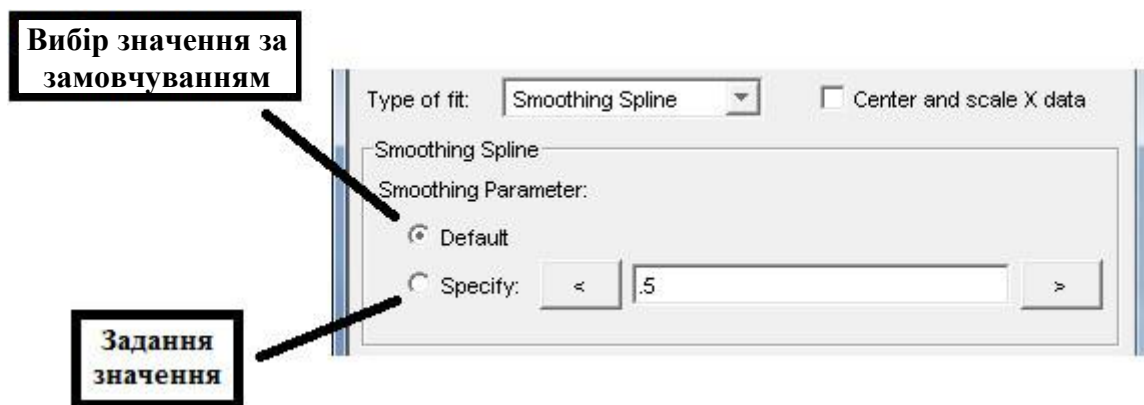 Вибір значення за
замовчуванням
Type of fit: Smoothing Spline Center and scale X data
Smoothing Spline
Smoothing Parameter:
Default
Specify: < .5 >
Задання
значення